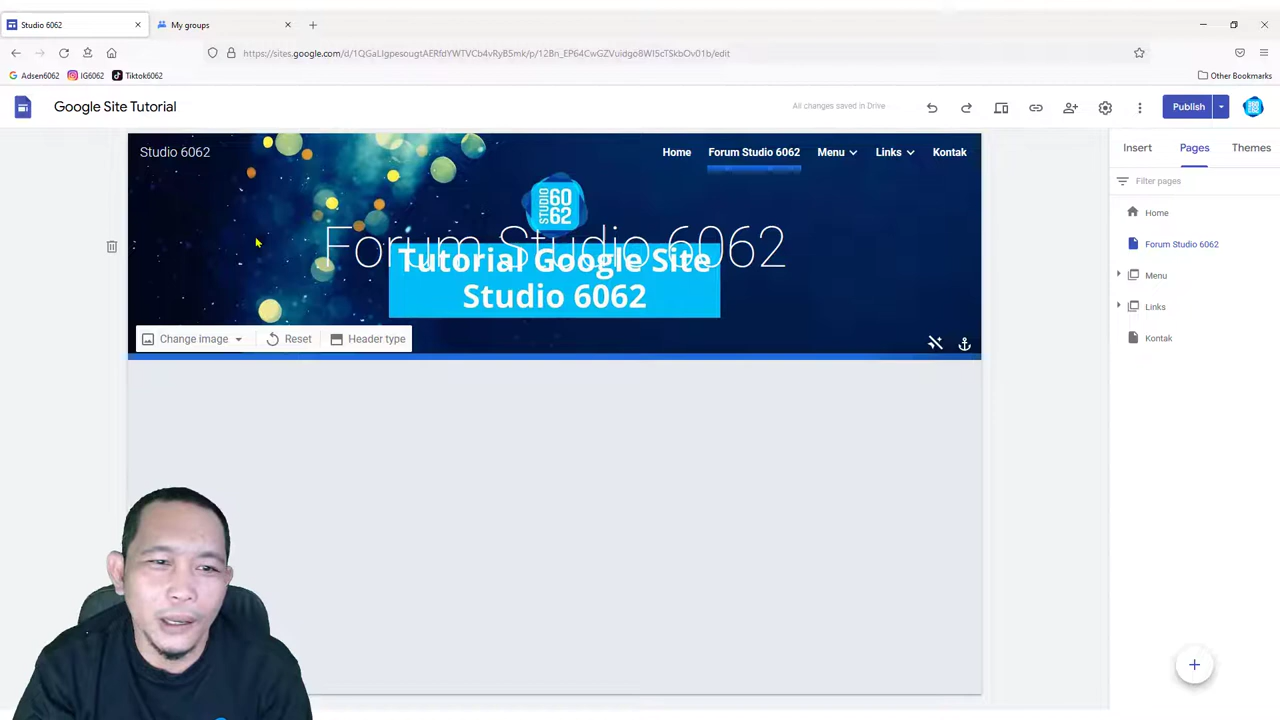 Studio 6062
My groups
https://sites.google.com/d/1QGaLIgpesougtAERfdYWTVCb4vRyB5mk/p/12Bn_EP64CwGZVuidgo8WI5cTSkbOv01b/edit
Adsen6062
IG6062
Tiktok6062
Other Bookmarks
Google Site Tutorial
All changes saved in Drive
Publish
Studio 6062
Home
Forum Studio 6062
Menu
Links
Kontak
Insert
Pages
Themes
Filter pages
STUDIO 6062
Forum Studio 6062
Tutorial Google Site
Studio 6062
Change image
Reset
Header type
Home
Forum Studio 6062
Menu
Links
Kontak